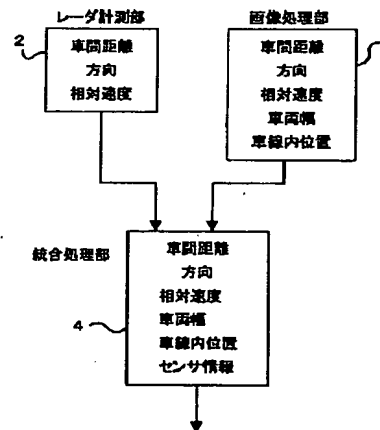 レーダ計測部
2
車間距離
方向
相対速度
画像処理部
車間距離
方向
相対速度
車両幅
車線内位置
統合処理部
4
車間距離
方向
相対速度
車両幅
車線内位置
センサ情報